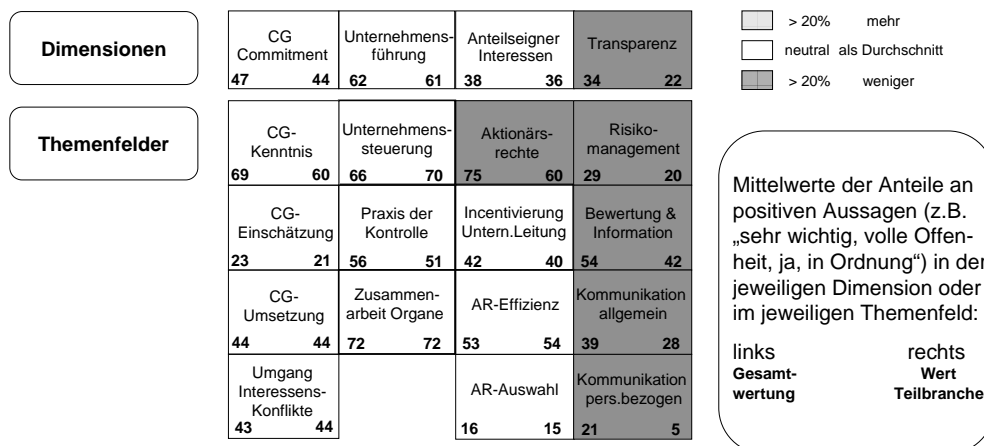 Dimensionen
CG
Commitment
47 44
Unternehmens-
führung
62 61
Anteilseigner
Interessen
38 36
Transparenz
34 22
> 20% mehr
neutral als Durchschnitt
> 20% weniger
Themenfelder
CG-
Kenntnis
69 60
Unternehmens-
steuerung
66 70
Aktionärs-
rechte
75 60
Risiko-
management
29 20
CG-
Einschätzung
23 21
Praxis der
Kontrolle
56 51
Incentivierung
Untern.Leitung
42 40
Bewertung &
Information
54 42
CG-
Umsetzung
44 44
Zusammen-
arbeit Organe
72 72
AR-Effizienz
53 54
Kommunikation
allgemein
39 28
Umgang
Interessens-
Konflikte
43 44
AR-Auswahl
16 15
Kommunikation
pers.bezogen
21 5
Mittelwerte der Anteile an
positiven Aussagen (z.B.
„sehr wichtig, volle Offen-
heit, ja, in Ordnung“) in der
jeweiligen Dimension oder
im jeweiligen Themenfeld:
links rechts
Gesamt- Wert
wertung Teilbranche